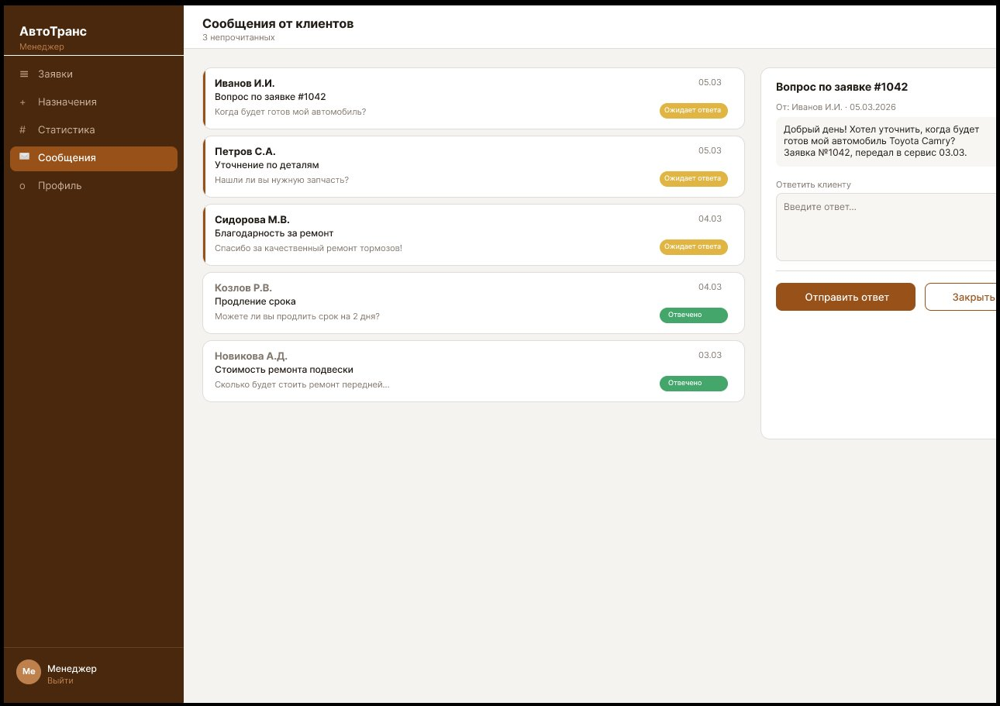 АвтоТранс
Менеджер
Заявки
+ Назначения
# Статистика
Сообщения
o Профиль
Me Менеджер
Выйти
Сообщения от клиентов
3 непрочитанных
Иванов И.И.
05.03
Вопрос по заявке #1042
Когда будет готов мой автомобиль?
Ожидает ответа
Петров С.А.
05.03
Уточнение по деталям
Нашли ли вы нужную запчасть?
Ожидает ответа
Сидорова М.В.
04.03
Благодарность за ремонт
Спасибо за качественный ремонт тормозов!
Ожидает ответа
Козлов Р.В.
04.03
Продление срока
Можете ли вы продлить срок на 2 дня?
Отвечено
Новикова А.Д.
03.03
Стоимость ремонта подвески
Сколько будет стоить ремонт передней...
Отвечено
Вопрос по заявке #1042
От: Иванов И.И. · 05.03.2026
Добрый день! Хотел уточнить, когда будет
готов мой автомобиль Toyota Camry?
Заявка №1042, передал в сервис 03.03.
Ответить клиенту
Введите ответ...
Отправить ответ
Закрыть